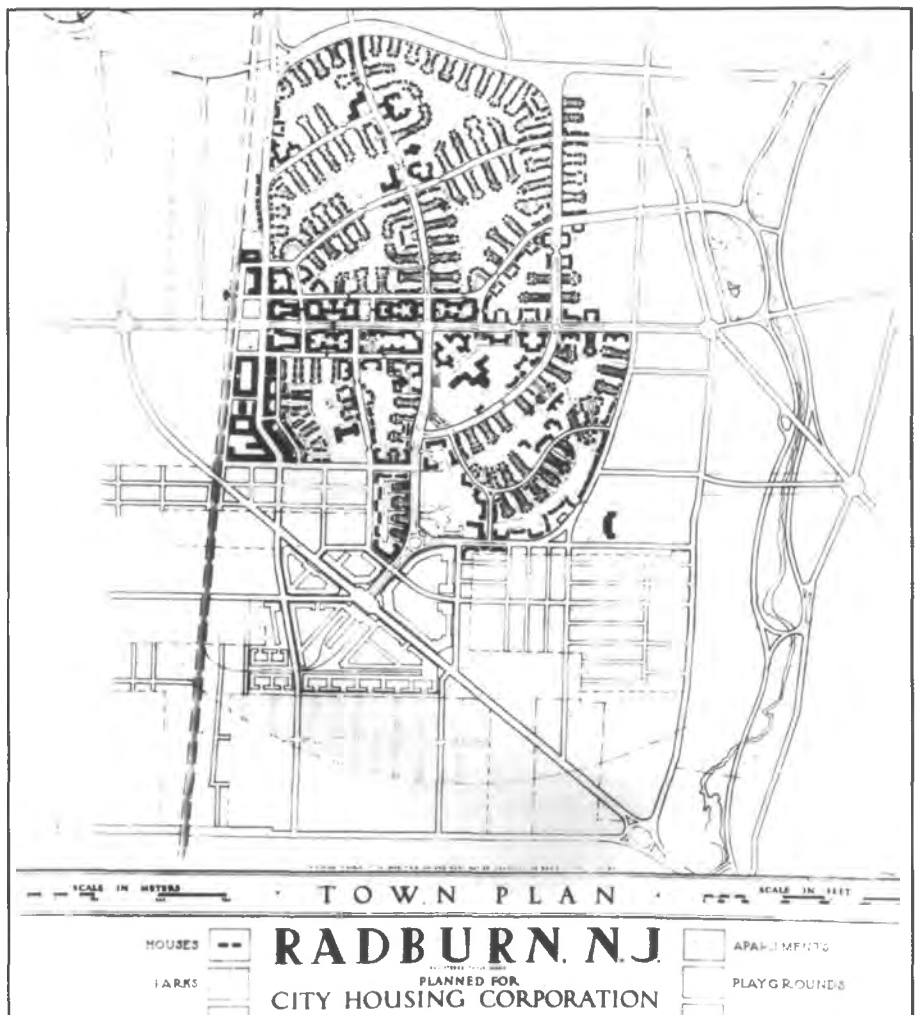 SCALE IN METERS
TOWN PLAN
SCALE IN FEET
HOUSES
RADBURN. N.J.
APARTMENTS
PARKS
PLANNED FOR
PLAYGROUNDS
CITY HOUSING CORPORATION